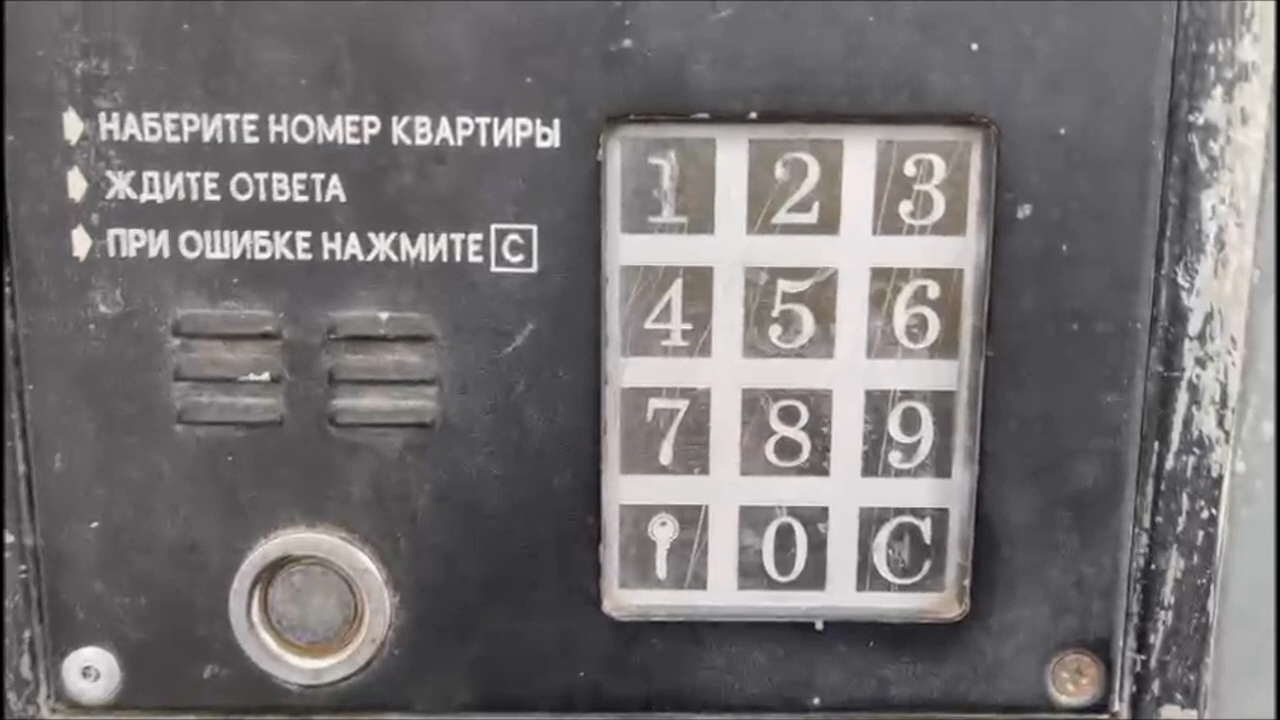 НАБЕРИТЕ НОМЕР КВАРТИРЫ
ЖДИТЕ ОТВЕТА
ПРИ ОШИБКЕ НАЖМИТЕ C
1 2 3
4 5 6
7 8 9
0 C